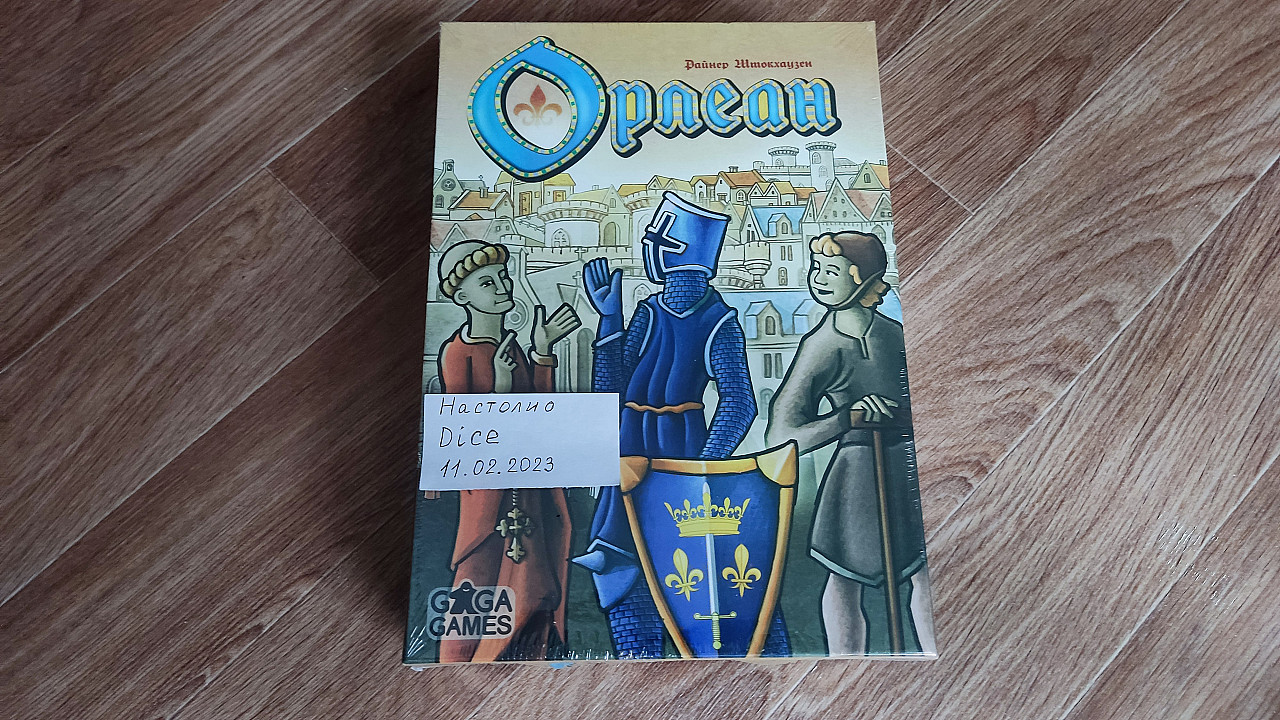 Райнер Штокхаузен
Орлеан
Настолио
Dice
11.02.2023
GAGA
GAMES